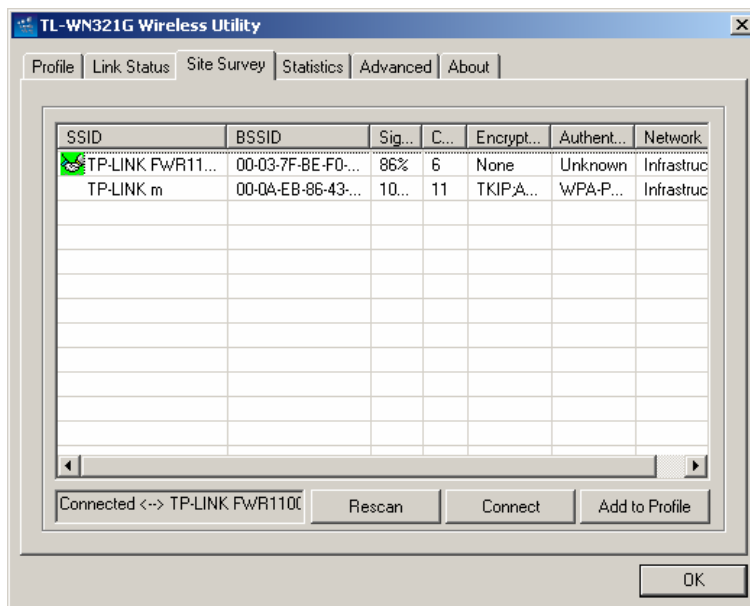 TL-WN321G Wireless Utility
Profile Link Status Site Survey Statistics Advanced About
SSID BSSID Sig... C... Encrypt... Authent... Network
TP-LINK FWR11... 00-03-7F-BE-F0-... 86% 6 None Unknown Infrastruc
TP-LINK m 00-0A-EB-86-43-... 10... 11 TKIP;A... WPA-P... Infrastruc
Connected <--> TP-LINK FWR1100 Rescan Connect Add to Profile
OK